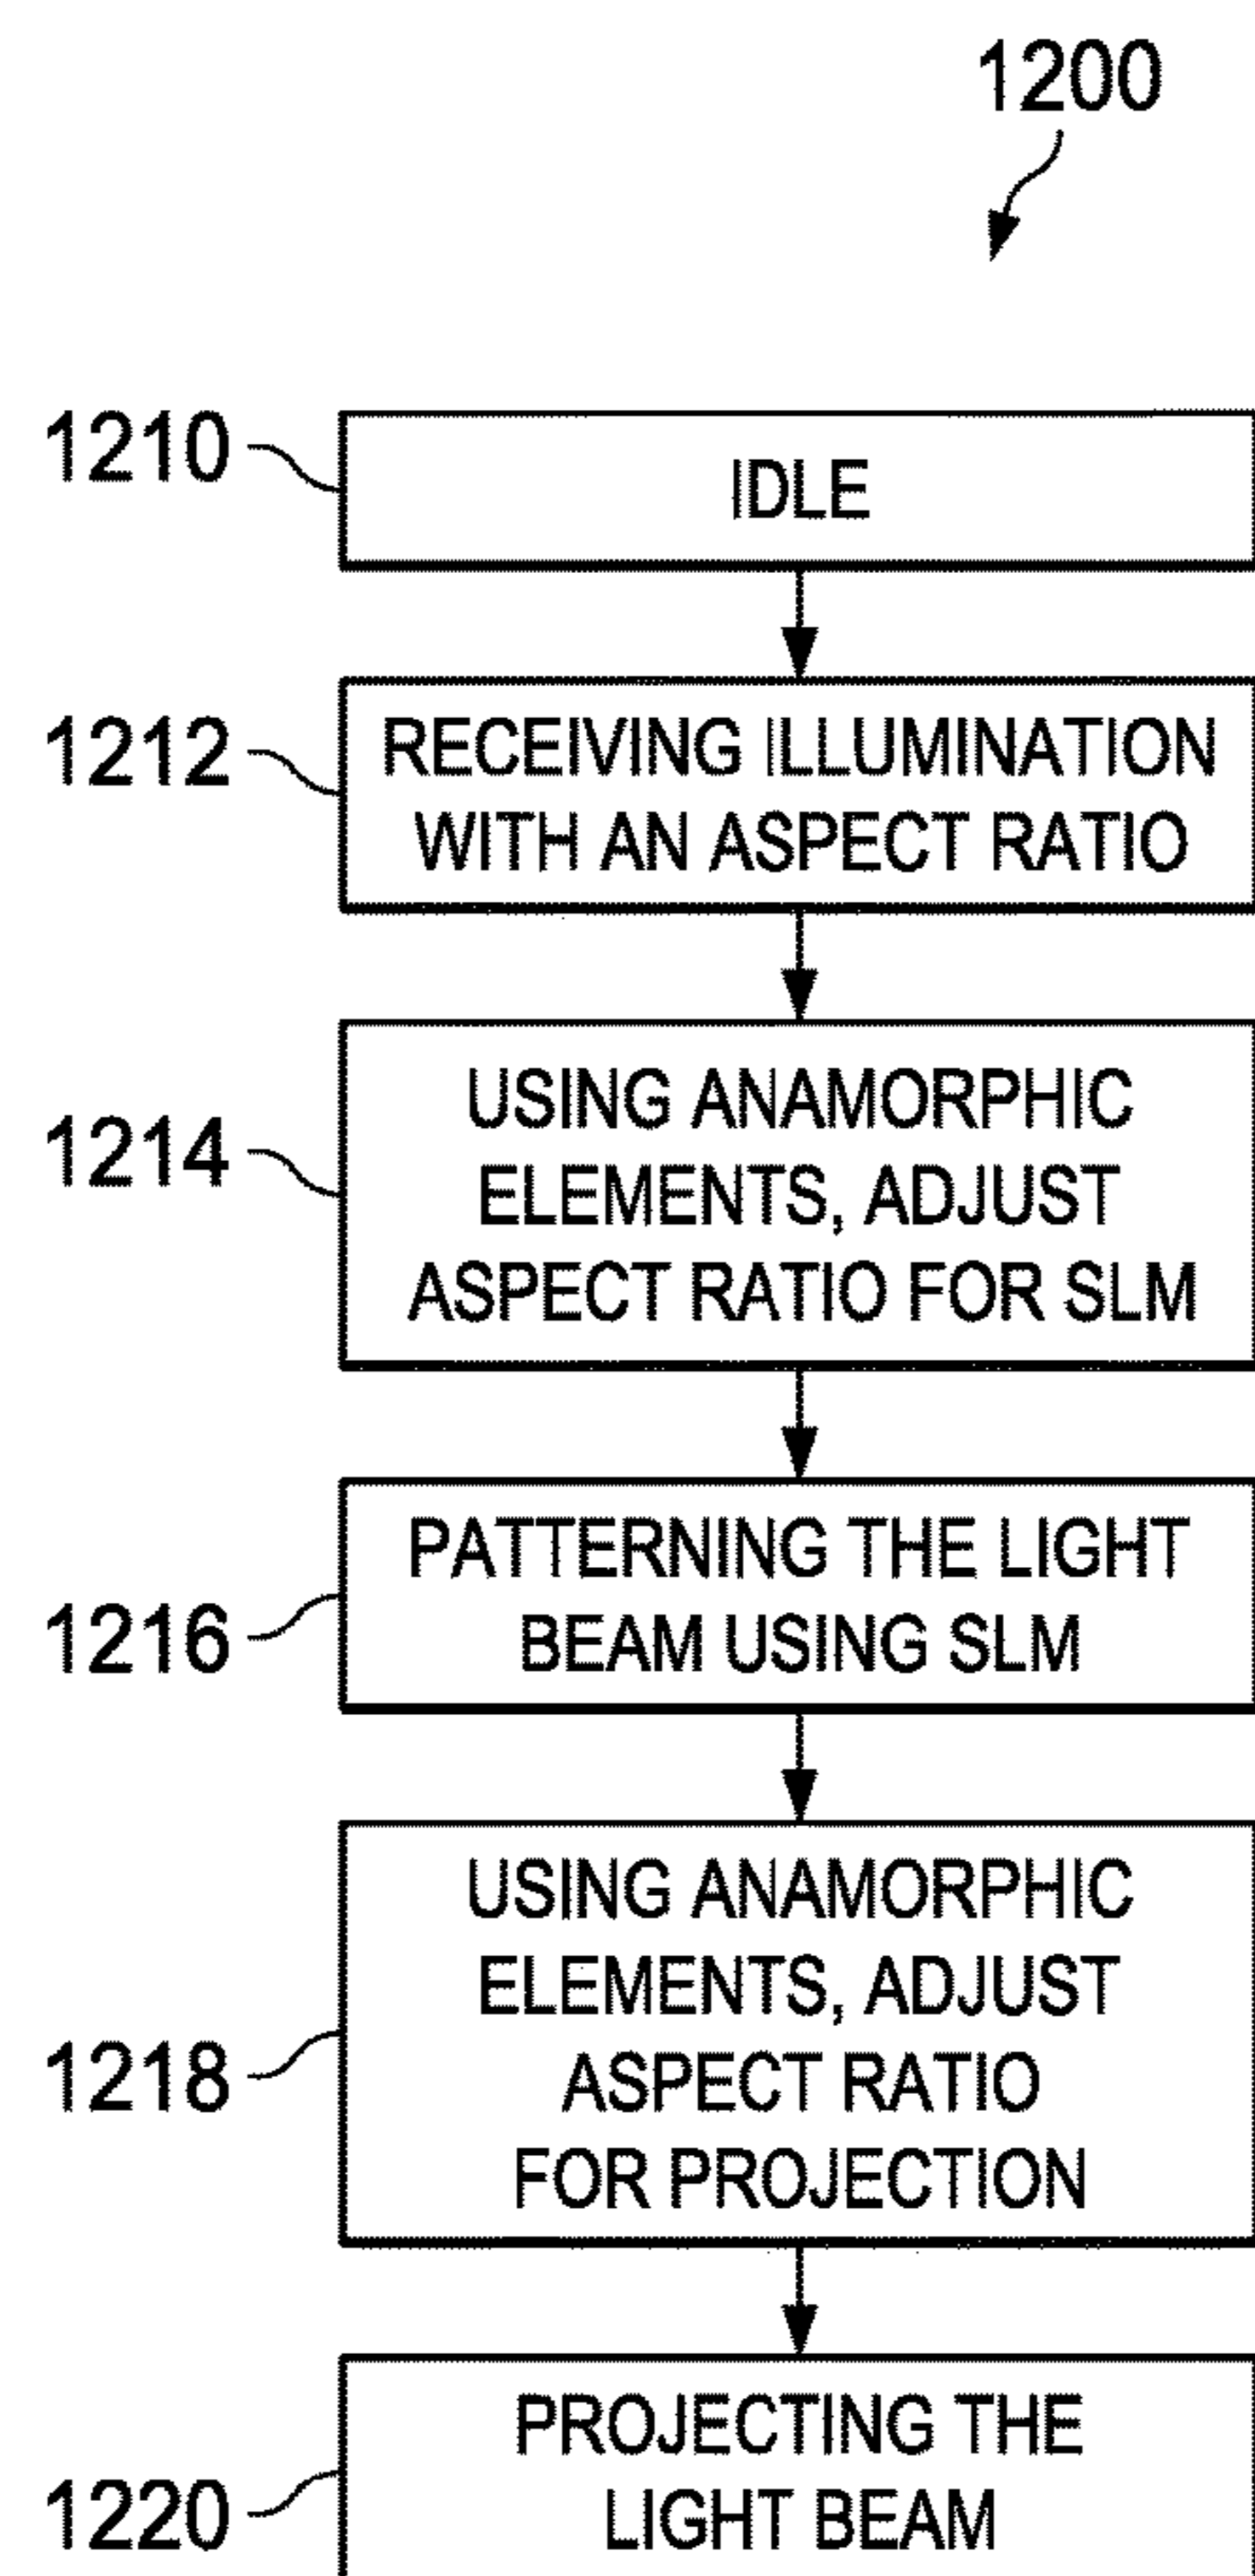 1200
1210
IDLE
1212
RECEIVING ILLUMINATION
WITH AN ASPECT RATIO
1214
USING ANAMORPHIC
ELEMENTS, ADJUST
ASPECT RATIO FOR SLM
1216
PATTERNING THE LIGHT
BEAM USING SLM
1218
USING ANAMORPHIC
ELEMENTS, ADJUST
ASPECT RATIO
FOR PROJECTION
1220
PROJECTING THE
LIGHT BEAM